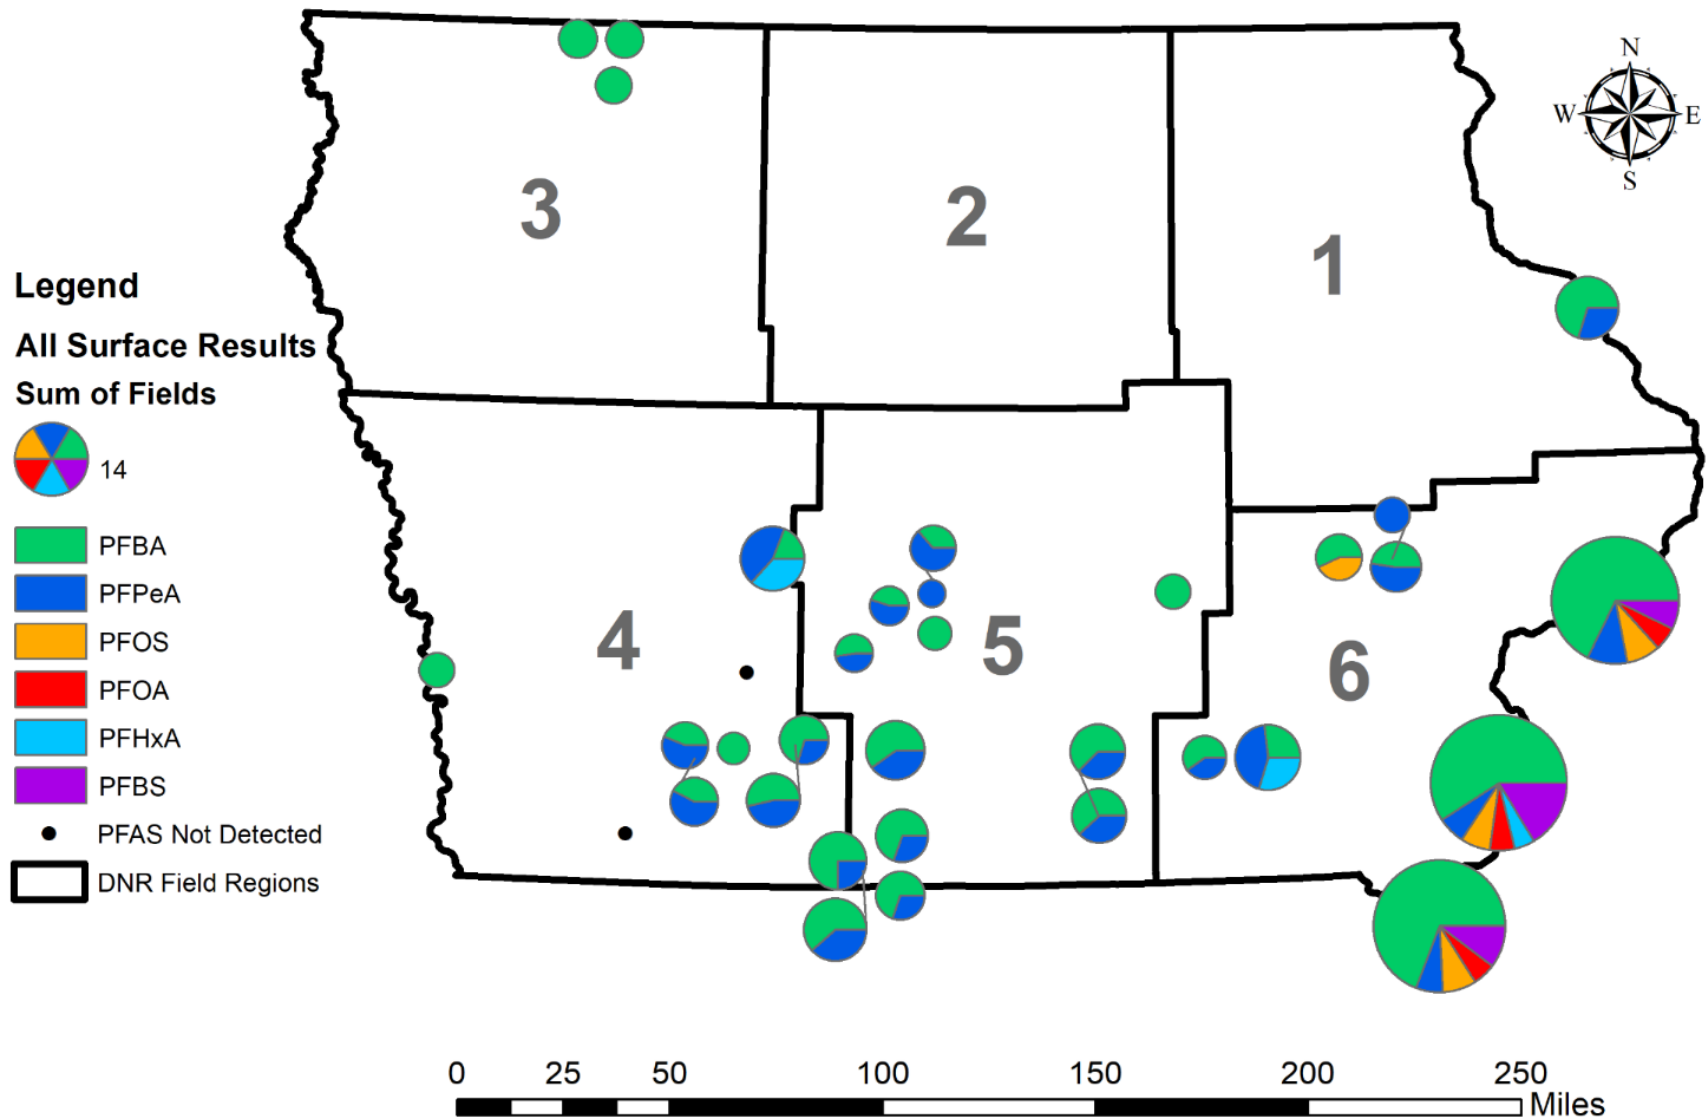 N
W E
S
3
2
1
Legend
All Surface Results
Sum of Fields
14
PFBA
PFPeA
PFOS
PFOA
PFHxA
PFBS
PFAS Not Detected
DNR Field Regions
4
5
6
0 25 50 100 150 200 250
Miles